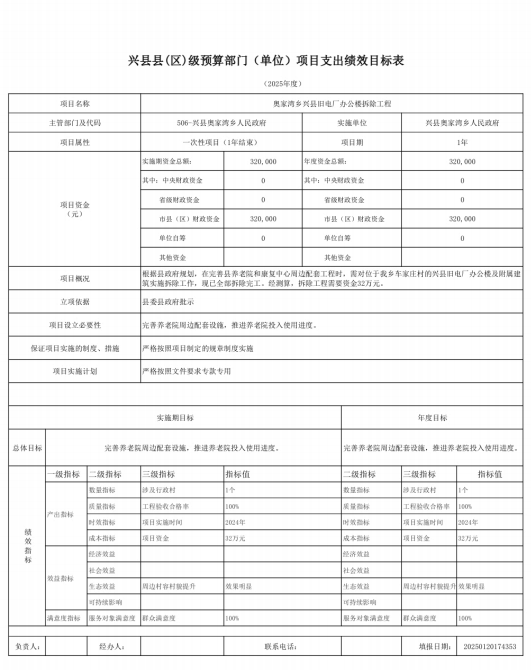 兴县县(区)级预算部门（单位）项目支出绩效目标表
（2025年度）
项目名称 奥家湾乡兴县旧电厂办公楼拆除工程
主管部门及代码 506-兴县奥家湾乡人民政府 实施单位 兴县奥家湾乡人民政府
项目属性 一次性项目（1年结束） 项目期 1年
项目资金（元）
实施期资金总额： 320,000 年度资金总额： 320,000
其中：中央财政资金 0 其中：中央财政资金 0
省级财政资金 0 省级财政资金 0
市县（区）财政资金 320,000 市县（区）财政资金 320,000
单位自筹 0 单位自筹 0
其他资金 其他资金
项目概况 根据县政府规划，在完善县养老院和康复中心周边配套工程时，需对位于我乡车家庄村的兴县旧电厂办公楼及附属建
筑实施拆除工作，现已全部拆除完工。经测算，拆除工程需要资金32万元。
立项依据 县委县政府批示
项目设立必要性 完善养老院周边配套设施，推进养老院投入使用进度。
保证项目实施的制度、措施 严格按照项目制定的规章制度实施
项目实施计划 严格按照文件要求专款专用
实施期目标 年度目标
总体目标 完善养老院周边配套设施，推进养老院投入使用进度。 完善养老院周边配套设施，推进养老院投入使用进度。
绩效指标
一级指标 二级指标 三级指标 指标值 二级指标 三级指标 指标值
产出指标
数量指标 涉及行政村 1个 数量指标 涉及行政村 1个
质量指标 工程验收合格率 100% 质量指标 工程验收合格率 100%
时效指标 项目实施时间 2024年 时效指标 项目实施时间 2024年
成本指标 项目资金 32万元 成本指标 项目资金 32万元
效益指标
经济效益 经济效益
社会效益 社会效益
生态效益 周边村容村貌提升 效果明显 生态效益 周边村容村貌提升 效果明显
可持续影响 可持续影响
满意度指标 服务对象满意度 群众满意度 100% 服务对象满意度 群众满意度 100%
负责人： 经办人： 联系电话： 填报日期： 20250120174353